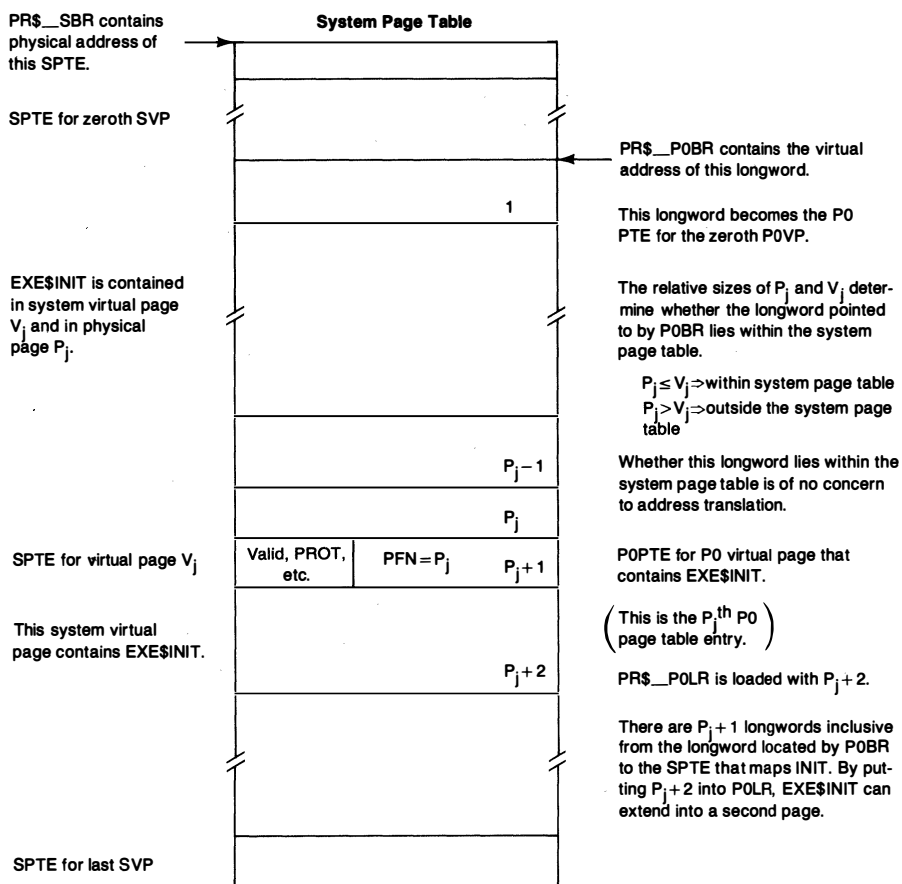 System Page Table
PR$__SBR contains
physical address of
this SPTE.
SPTE for zeroth SVP
PR$__P0BR contains the virtual
address of this longword.
1
This longword becomes the P0
PTE for the zeroth P0VP.
EXE$INIT is contained
in system virtual page
Vj and in physical
page Pj.
The relative sizes of Pj and Vj deter-
mine whether the longword pointed
to by P0BR lies within the system
page table.
Pj ≤ Vj ⇒ within system page table
Pj > Vj ⇒ outside the system page
table
Pj − 1
Whether this longword lies within the
system page table is of no concern
to address translation.
Pj
SPTE for virtual page Vj
Valid, PROT,
etc.
PFN = Pj
Pj + 1
P0PTE for P0 virtual page that
contains EXE$INIT.
This system virtual
page contains EXE$INIT.
(This is the Pjth P0
page table entry.)
Pj + 2
PR$__P0LR is loaded with Pj + 2.
There are Pj + 1 longwords inclusive
from the longword located by P0BR
to the SPTE that maps INIT. By put-
ting Pj + 2 into P0LR, EXE$INIT can
extend into a second page.
SPTE for last SVP